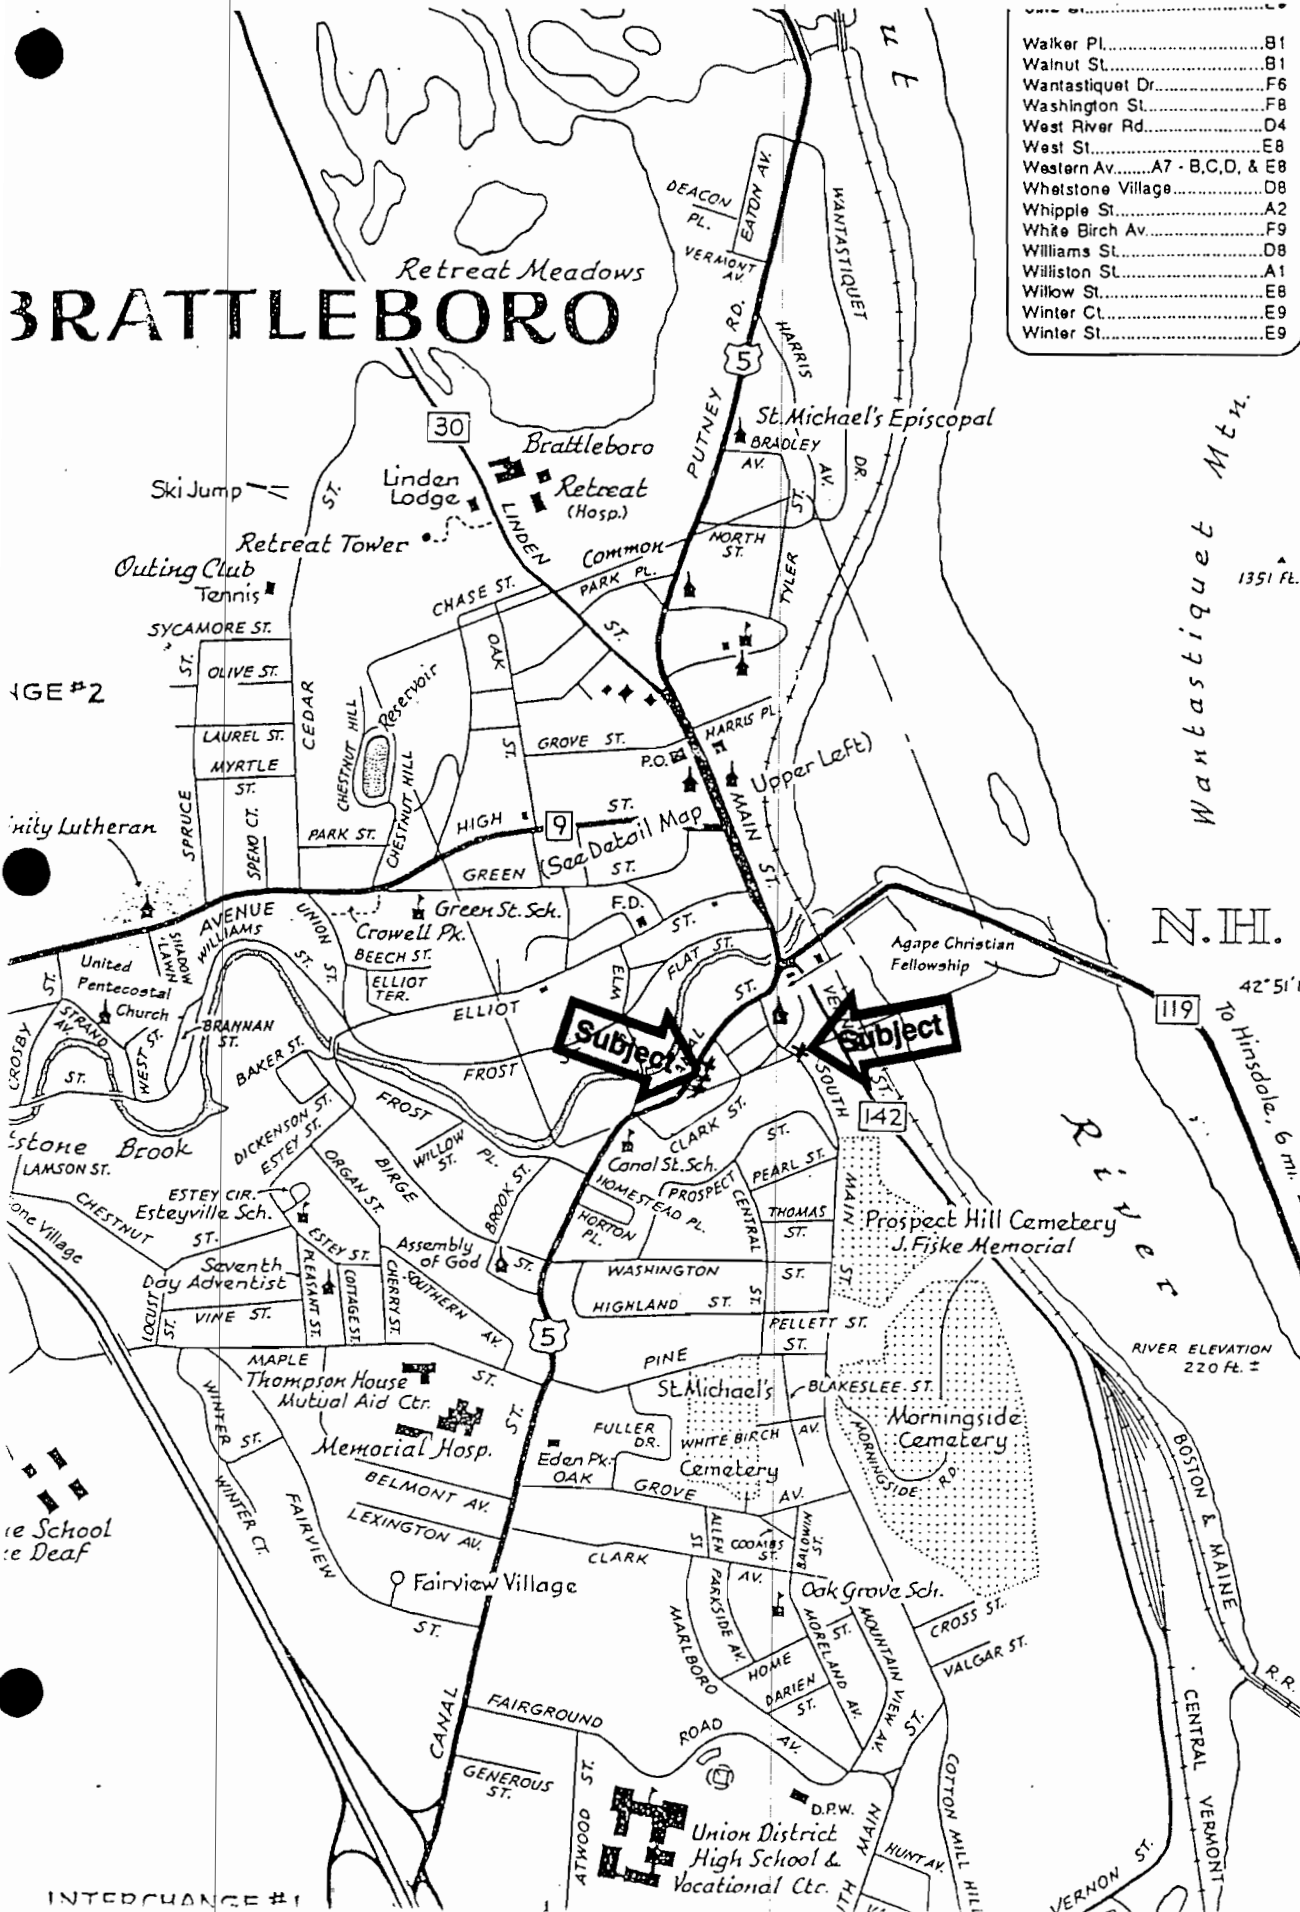 Walker Pl.......B1
Walnut St.......B1
Wantastiquet Dr.......F6
Washington St.......F8
West River Rd.......D4
West St.......E8
Western Av.......A7 - B,C,D, & E8
Whetstone Village.......D8
Whipple St.......A2
White Birch Av.......F9
Williams St.......D8
Williston St.......A1
Willow St.......E8
Winter Ct.......E9
Winter St.......E9
BRATTLEBORO
Retreat Meadows
DEACON
PL.
EATON AV.
VERMONT
AV.
WANTASTIQUET
DR.
HARRIS
AV.
PUTNEY
RD.
5
30
St. Michael's Episcopal
BRADLEY
AV.
ST.
Brattleboro
Retreat
(Hosp.)
Linden
Lodge
Ski Jump
ST.
LINDEN
ST.
Retreat Tower
Outing Club
Tennis
Common
NORTH
ST.
TYLER
PARK PL.
CHASE ST.
OAK
ST.
SYCAMORE ST.
ST.
OLIVE ST.
NGE #2
CEDAR
LAUREL ST.
MYRTLE
ST.
SPRUCE
SPENO CT.
CHESTNUT HILL
Reservoir
CHESTNUT HILL
PARK ST.
GROVE ST.
P.O.
HARRIS PL.
Upper Left)
MAIN
ST.
HIGH
9
ST.
(See Detail Map
GREEN
ST.
Wantastiquet Mtn.
1351 Ft.
nity Lutheran
AVENUE
WILLIAMS
ST.
SHADOW
LAWN
UNION
ST.
Crowell Pk.
Green St. Sch.
BEECH ST.
ELLIOT
TER.
F.D.
ST.
FLAT ST.
ELM
ELLIOT
ST.
Agape Christian
Fellowship
N.H.
42°51'
119
To Hinsdale, 6 mi.
United
Pentecostal
Church
ST.
STRAND
AV.
CROSBY
ST.
WEST ST.
BRANNAN
ST.
BAKER ST.
FROST
Subject
Subject
SOUTH
ST.
142
River
stone Brook
LAMSON ST.
DICKENSON ST.
ESTEY ST.
FROST
PL.
WILLOW
ST.
BIRGE
ORGAN ST.
BROOK ST.
CLARK ST.
Canal St. Sch.
HOMESTEAD PL.
HORTON
PL.
PROSPECT
ST.
PEARL ST.
CENTRAL
ST.
THOMAS
ST.
MAIN
ST.
Prospect Hill Cemetery
J. Fiske Memorial
ESTEY CIR.
Esteyville Sch.
CHESTNUT
ST.
one Village
Seventh
Day Adventist
ESTEY ST.
PLEASANT ST.
COTTAGE ST.
CHERRY ST.
SOUTHERN
AV.
Assembly
of God
ST.
LOCUST
ST.
VINE ST.
WASHINGTON
ST.
HIGHLAND ST.
PELLETT ST.
ST.
5
RIVER ELEVATION
220 Ft. ±
MAPLE
ST.
Thompson House
Mutual Aid Ctr.
Memorial Hosp.
PINE
St. Michael's
Cemetery
BLAKESLEE ST.
Morningside
Cemetery
MORNINGSIDE
RD.
FULLER
DR.
WHITE BIRCH
AV.
Eden Pk.
OAK
GROVE
AV.
WINTER
ST.
WINTER CT.
FAIRVIEW
ST.
BELMONT AV.
LEXINGTON AV.
ST.
CLARK
AV.
ALLEN
ST.
COOMBS
ST.
BALDWIN
ST.
BOSTON & MAINE
R.R.
e School
e Deaf
Fairview Village
PARKSIDE AV.
MARLBORO
AV.
Oak Grove Sch.
HOME
ST.
DARIEN
ST.
MORELAND AV.
MOUNTAIN VIEW AV.
CROSS ST.
VALGAR ST.
CANAL
FAIRGROUND
ROAD
GENEROUS
ST.
ATWOOD ST.
D.P.W.
Union District
High School &
Vocational Ctr.
MAIN
ST.
HUNT AV.
COTTON MILL HILL
CENTRAL VERMONT
VERNON ST.
INTERCHANGE #1